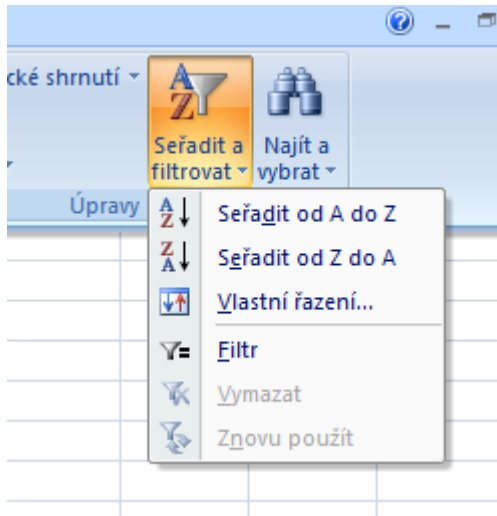 cké shrnutí
Seřadit a
filtrovat
Najít a
vybrat
Úpravy
Seřadit od A do Z
Seřadit od Z do A
Vlastní řazení...
Filtr
Vymazat
Znovu použít